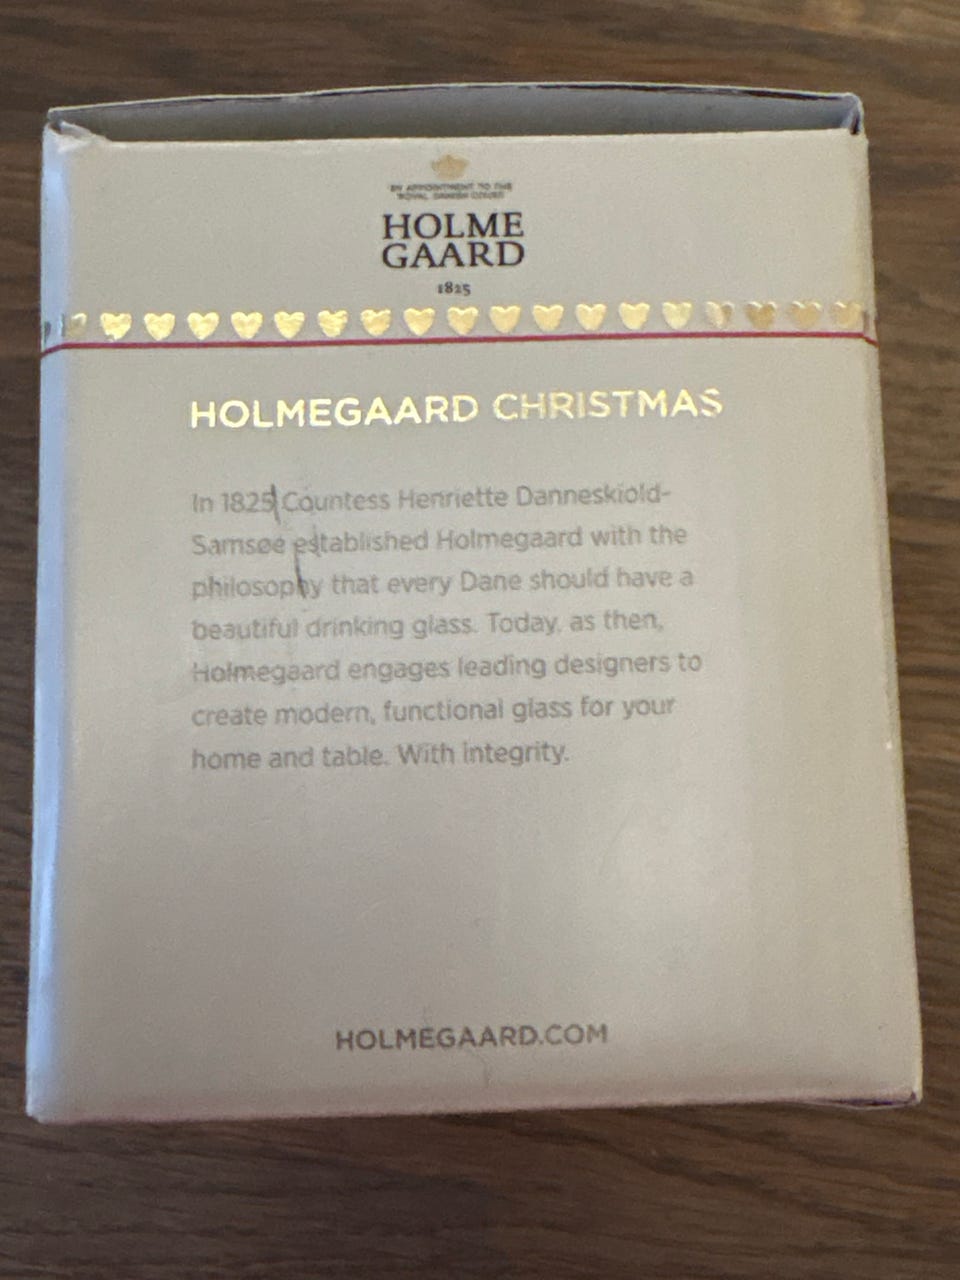 BY APPOINTMENT TO THE
ROYAL DANISH COURT
HOLME
GAARD
1825
HOLMEGAARD CHRISTMAS
In 1825 Countess Henriette Danneskiold-
Samsøe established Holmegaard with the
philosophy that every Dane should have a
beautiful drinking glass. Today, as then,
Holmegaard engages leading designers to
create modern, functional glass for your
home and table. With integrity.
HOLMEGAARD.COM